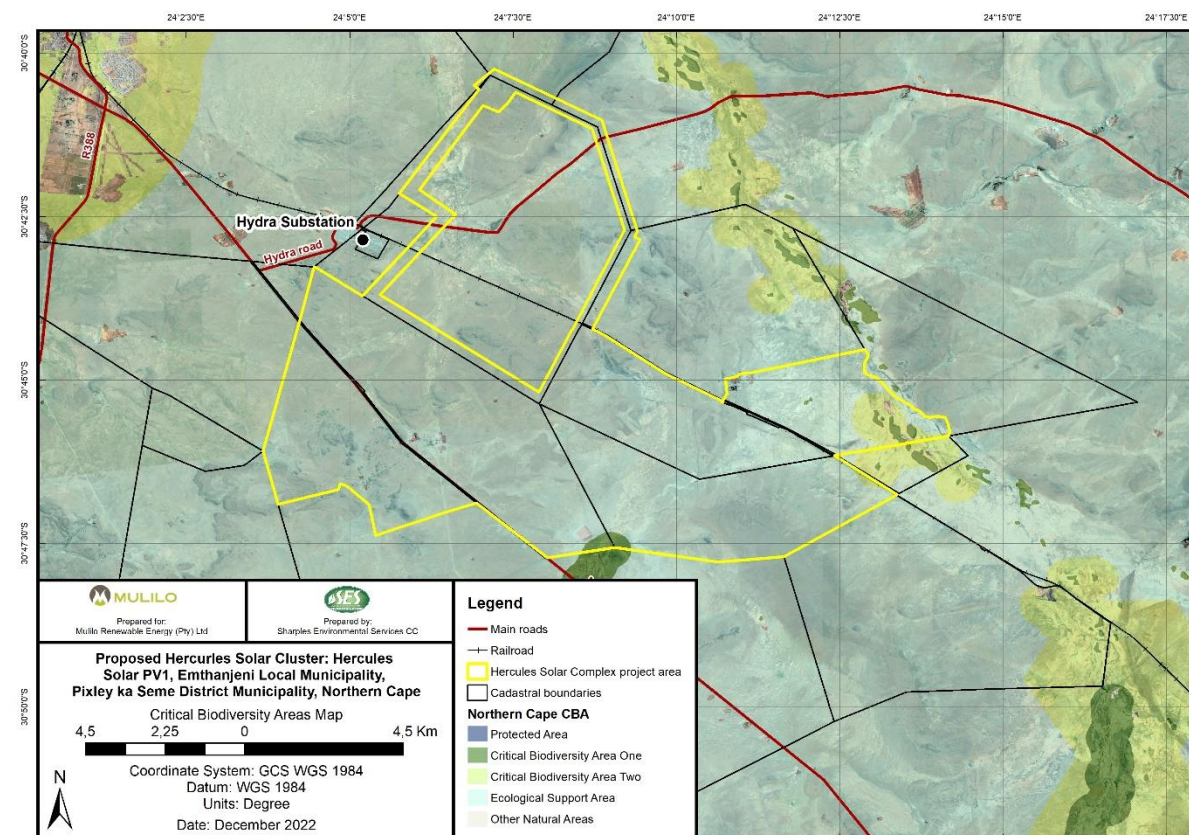 24°2'30"E 24°5'0"E 24°7'30"E 24°10'0"E 24°12'30"E 24°15'0"E 24°17'30"E
30°40'0"S
R388
30°42'30"S
Hydra Substation
Hydra road
30°45'0"S
30°47'30"S
30°50'0"S
MULILO
Prepared for:
Mulilo Renewable Energy (Pty) Ltd
SES
Prepared by:
Sharples Environmental Services CC
Proposed Hercurles Solar Cluster: Hercules
Solar PV1, Emthanjeni Local Municipality,
Pixley ka Seme District Municipality, Northern Cape
Critical Biodiversity Areas Map
4,5 2,25 0 4,5 Km
N
Coordinate System: GCS WGS 1984
Datum: WGS 1984
Units: Degree
Date: December 2022
Legend
Main roads
Railroad
Hercules Solar Complex project area
Cadastral boundaries
Northern Cape CBA
Protected Area
Critical Biodiversity Area One
Critical Biodiversity Area Two
Ecological Support Area
Other Natural Areas